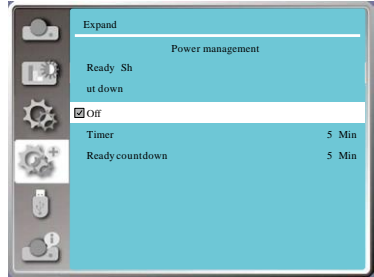 Expand
Power management
Ready Sh
ut down
Off
Timer 5 Min
Ready countdown 5 Min